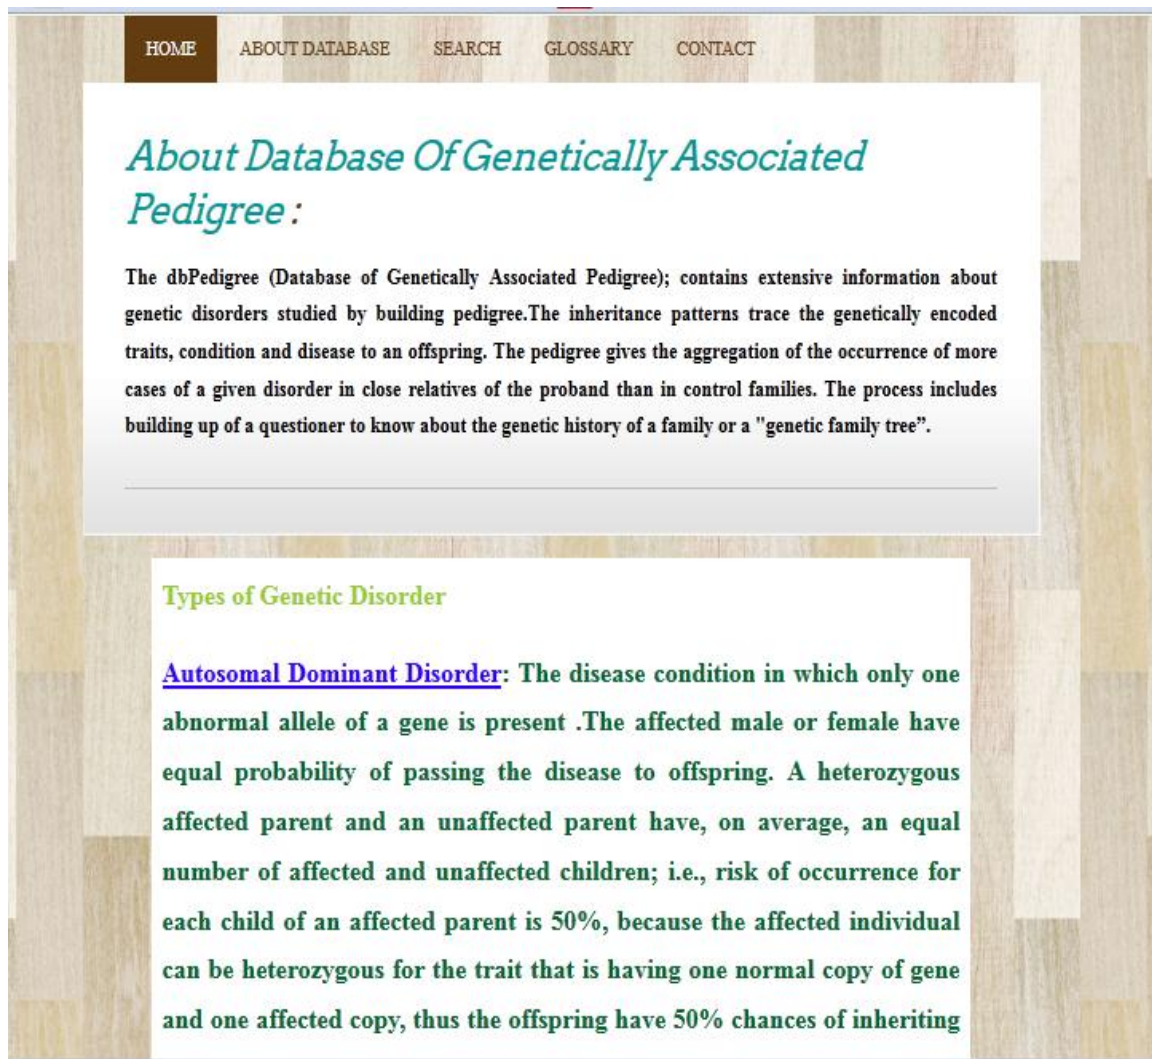 HOME ABOUT DATABASE SEARCH GLOSSARY CONTACT
About Database Of Genetically Associated
Pedigree :
The dbPedigree (Database of Genetically Associated Pedigree); contains extensive information about
genetic disorders studied by building pedigree.The inheritance patterns trace the genetically encoded
traits, condition and disease to an offspring. The pedigree gives the aggregation of the occurrence of more
cases of a given disorder in close relatives of the proband than in control families. The process includes
building up of a questioner to know about the genetic history of a family or a "genetic family tree”.
Types of Genetic Disorder
Autosomal Dominant Disorder: The disease condition in which only one
abnormal allele of a gene is present .The affected male or female have
equal probability of passing the disease to offspring. A heterozygous
affected parent and an unaffected parent have, on average, an equal
number of affected and unaffected children; i.e., risk of occurrence for
each child of an affected parent is 50%, because the affected individual
can be heterozygous for the trait that is having one normal copy of gene
and one affected copy, thus the offspring have 50% chances of inheriting